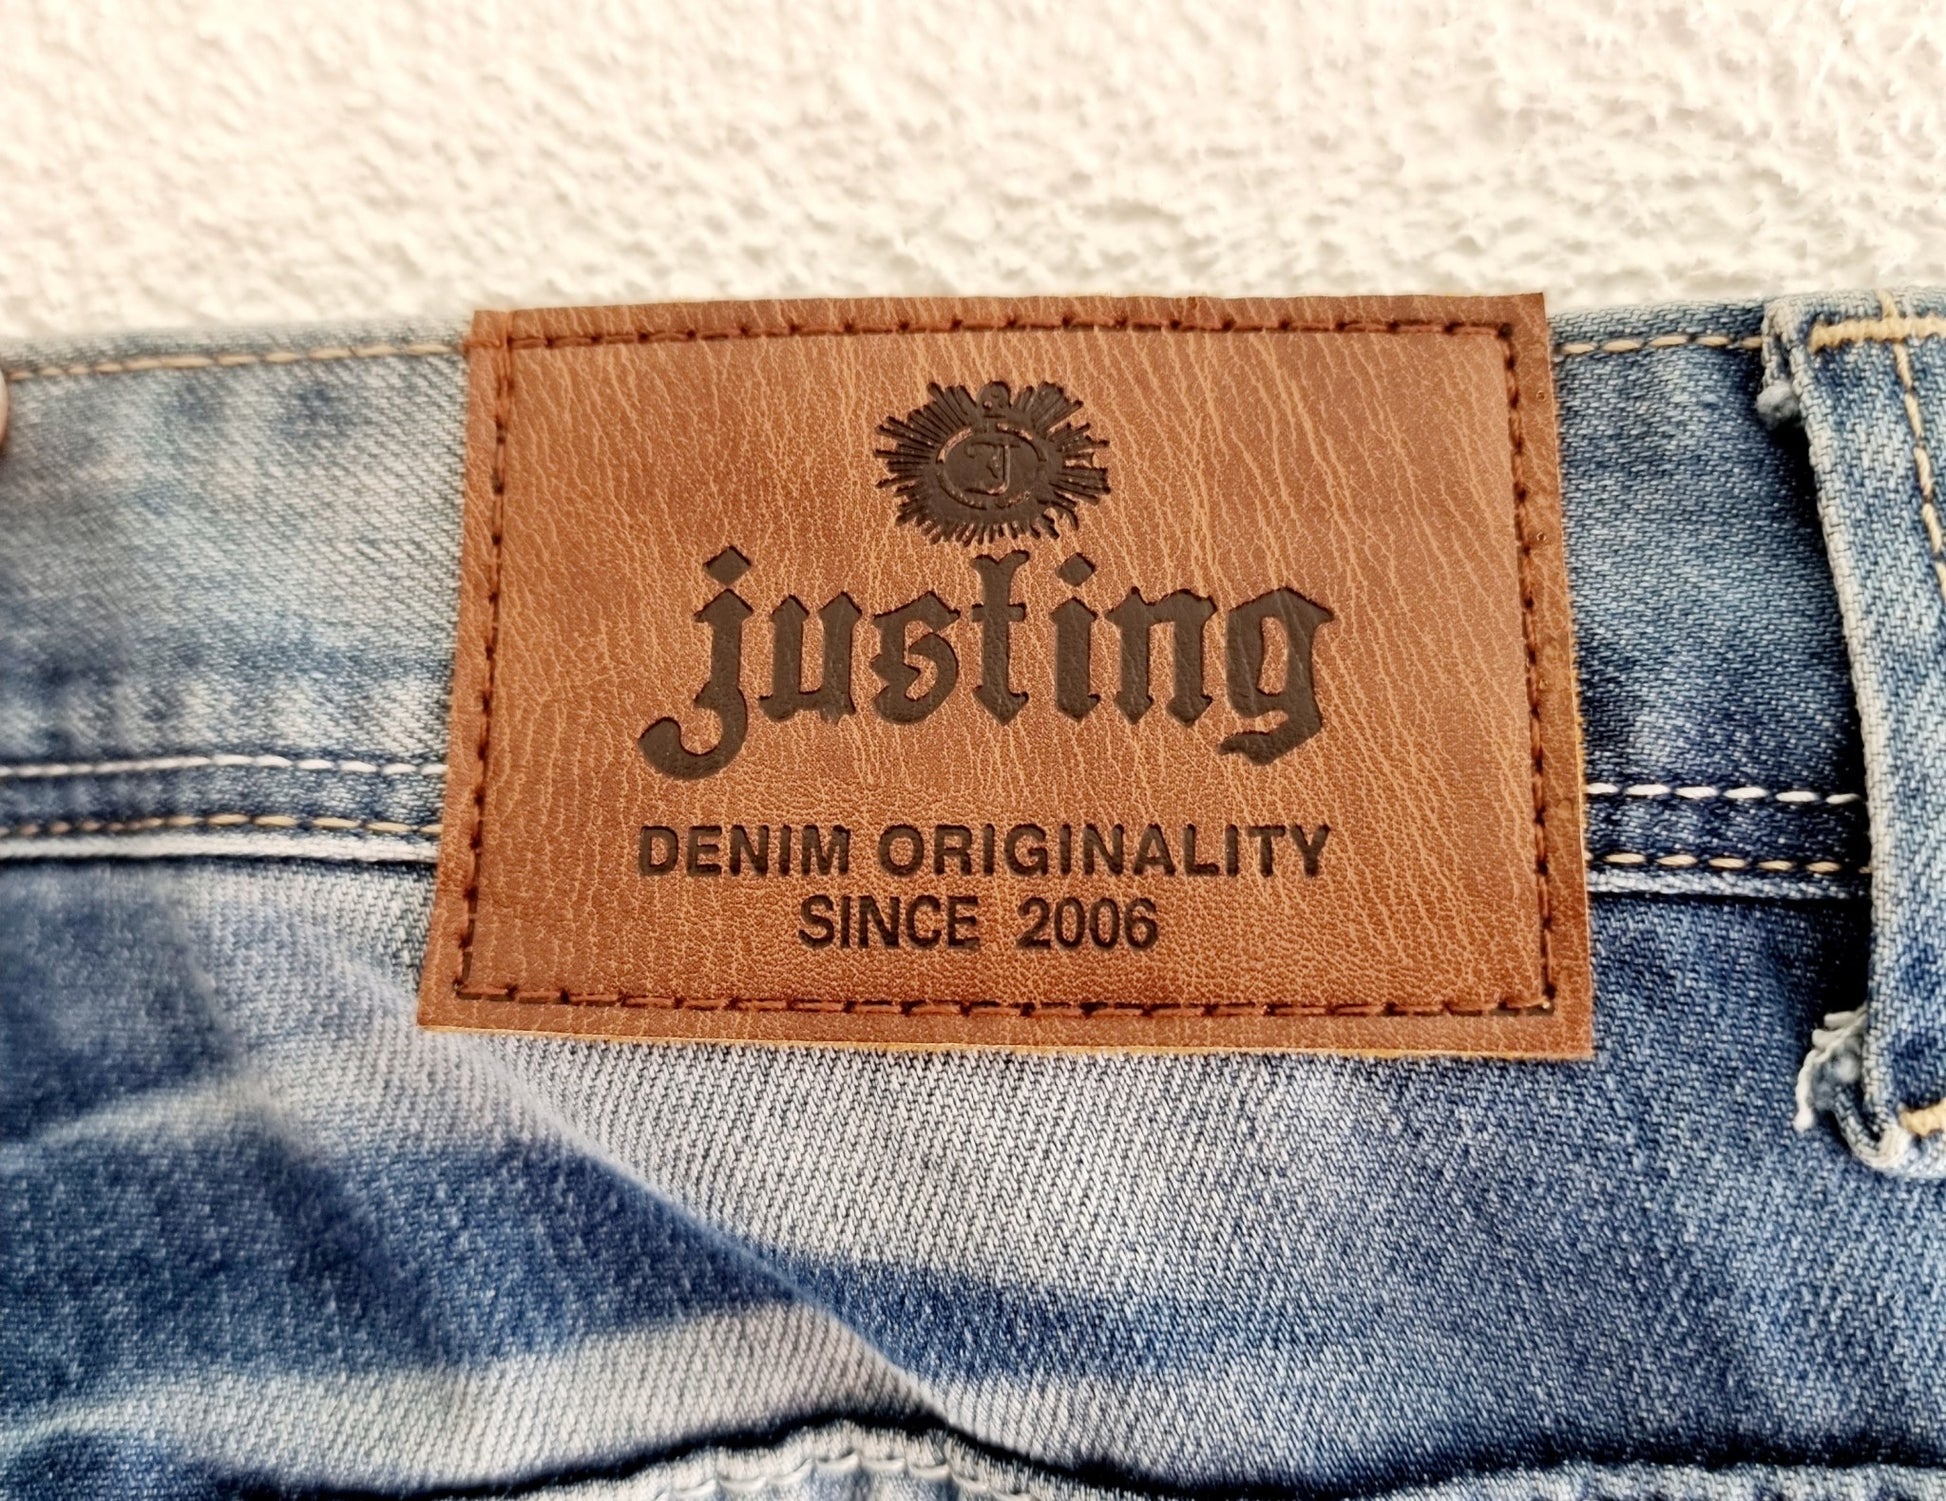 justing
DENIM ORIGINALITY
SINCE 2006